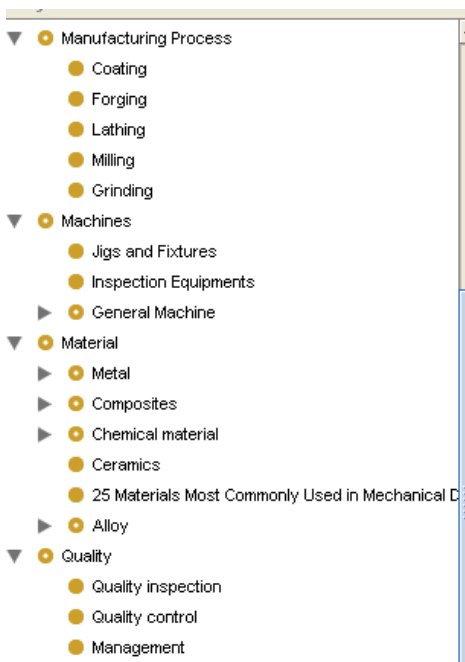 Manufacturing Process
Coating
Forging
Lathing
Milling
Grinding
Machines
Jigs and Fixtures
Inspection Equipments
General Machine
Material
Metal
Composites
Chemical material
Ceramics
25 Materials Most Commonly Used in Mechanical D
Alloy
Quality
Quality inspection
Quality control
Management